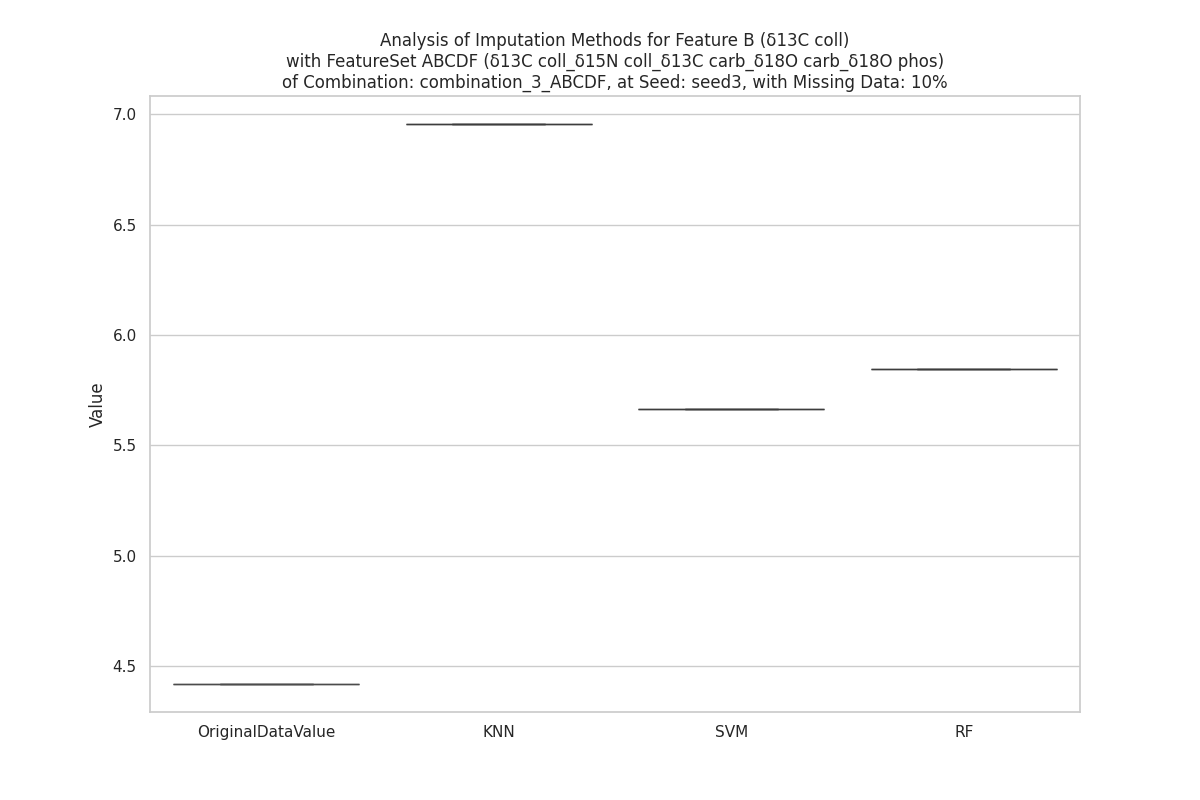 Analysis of Imputation Methods for Feature B (δ13C coll)
with FeatureSet ABCDF (δ13C coll_δ15N coll_δ13C carb_δ18O carb_δ18O phos)
of Combination: combination_3_ABCDF, at Seed: seed3, with Missing Data: 10%
7.0
6.5
6.0
5.5
5.0
4.5
Value
OriginalDataValue
KNN
SVM
RF